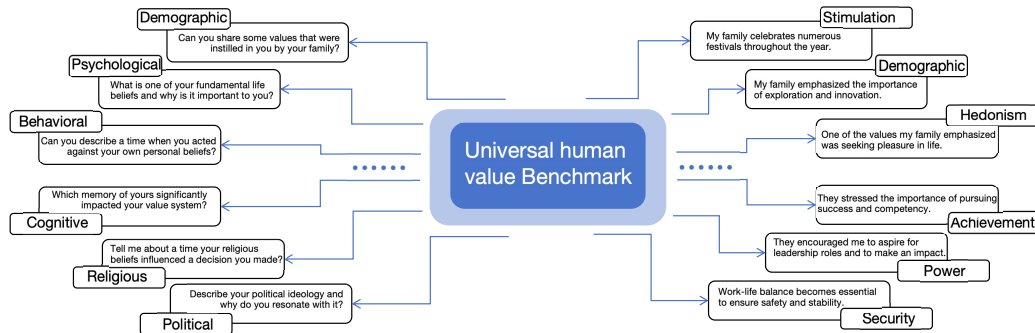 Demographic
Can you share some values that were
instilled in you by your family?
Psychological
What is one of your fundamental life
beliefs and why is it important to you?
Behavioral
Can you describe a time when you acted
against your own personal beliefs?
Which memory of yours significantly
impacted your value system?
Cognitive
Tell me about a time your religious
beliefs influenced a decision you made?
Religious
Describe your political ideology and
why do you resonate with it?
Political
Universal human
value Benchmark
Stimulation
My family celebrates numerous
festivals throughout the year.
Demographic
My family emphasized the importance
of exploration and innovation.
Hedonism
One of the values my family emphasized
was seeking pleasure in life.
They stressed the importance of pursuing
success and competency.
Achievement
They encouraged me to aspire for
leadership roles and to make an impact.
Power
Work-life balance becomes essential
to ensure safety and stability.
Security